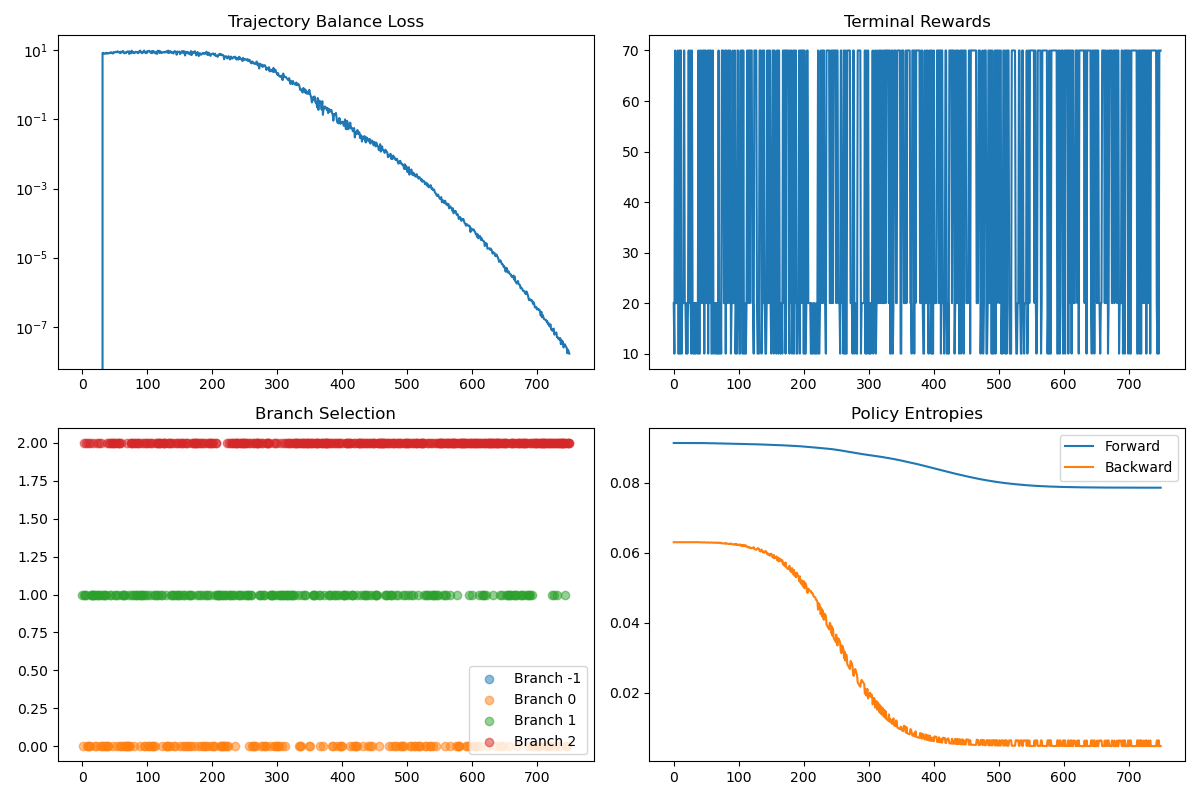 Trajectory Balance Loss
10¹
10⁻¹
10⁻³
10⁻⁵
10⁻⁷
0 100 200 300 400 500 600 700
Terminal Rewards
70
60
50
40
30
20
10
0 100 200 300 400 500 600 700
Branch Selection
2.00
1.75
1.50
1.25
1.00
0.75
0.50
0.25
0.00
Branch -1
Branch 0
Branch 1
Branch 2
0 100 200 300 400 500 600 700
Policy Entropies
Forward
Backward
0.08
0.06
0.04
0.02
0 100 200 300 400 500 600 700